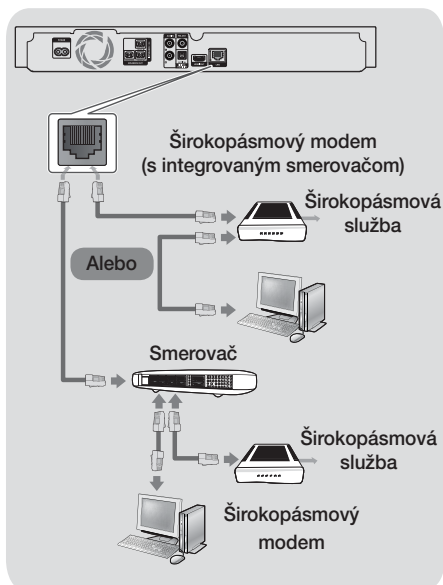 Širokopásmový modem
(s integrovaným smerovačom)
Širokopásmová
služba
Alebo
Smerovač
Širokopásmová
služba
Širokopásmový
modem